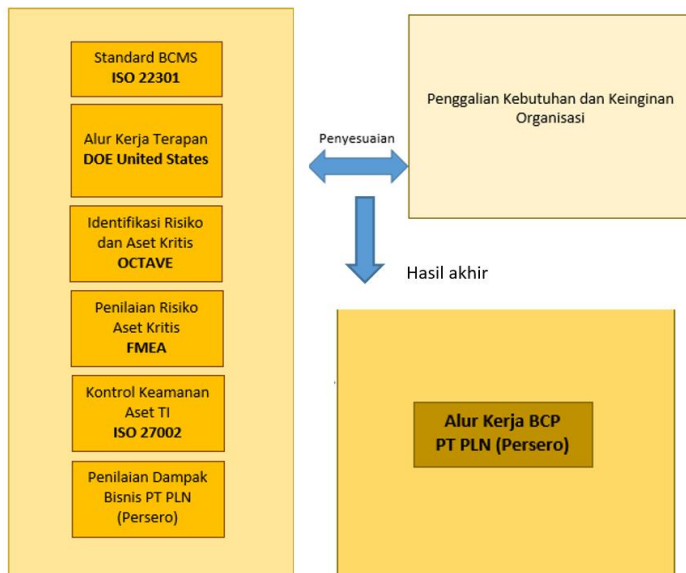 Standard BCMS
ISO 22301
Alur Kerja Terapan
DOE United States
Identifikasi Risiko
dan Aset Kritis
OCTAVE
Penilaian Risiko
Aset Kritis
FMEA
Kontrol Keamanan
Aset TI
ISO 27002
Penilaian Dampak
Bisnis PT PLN
(Persero)
Penyesuaian
Penggalian Kebutuhan dan Keinginan
Organisasi
Hasil akhir
Alur Kerja BCP
PT PLN (Persero)